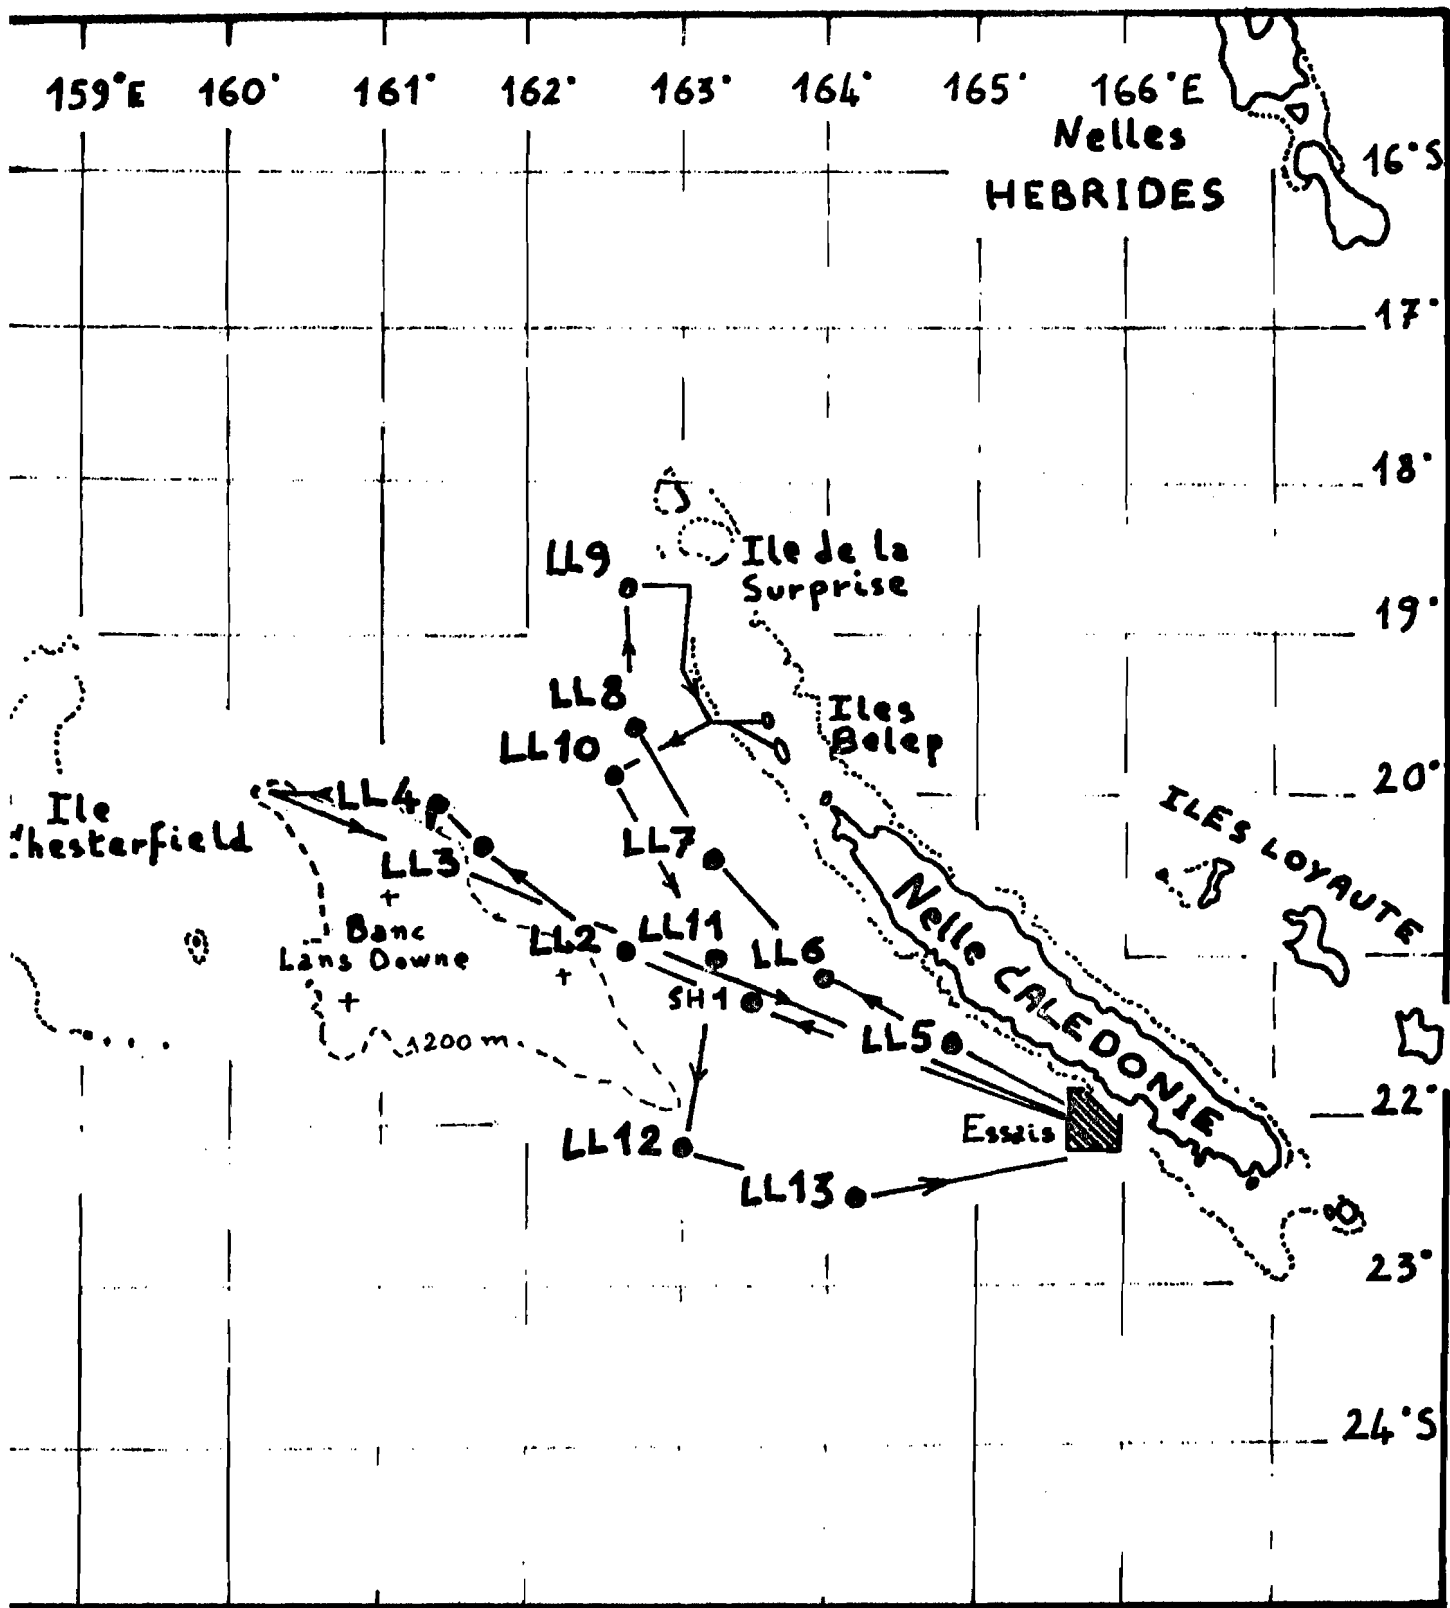 159°E 160° 161° 162° 163° 164° 165° 166°E
Nelles
HEBRIDES
16°S
17°
18°
LL9
Ile de la
Surprise
19°
LL8
Iles
Belep
LL10
20°
LL4
Ile
Chesterfield
ILES LOYAUTE
LL7
LL3
Nelle CALEDONIE
Banc
Lans Downe
LL2
LL11
LL6
SH1
LL5
1200 m
22°
Essais
LL12
LL13
23°
24°S